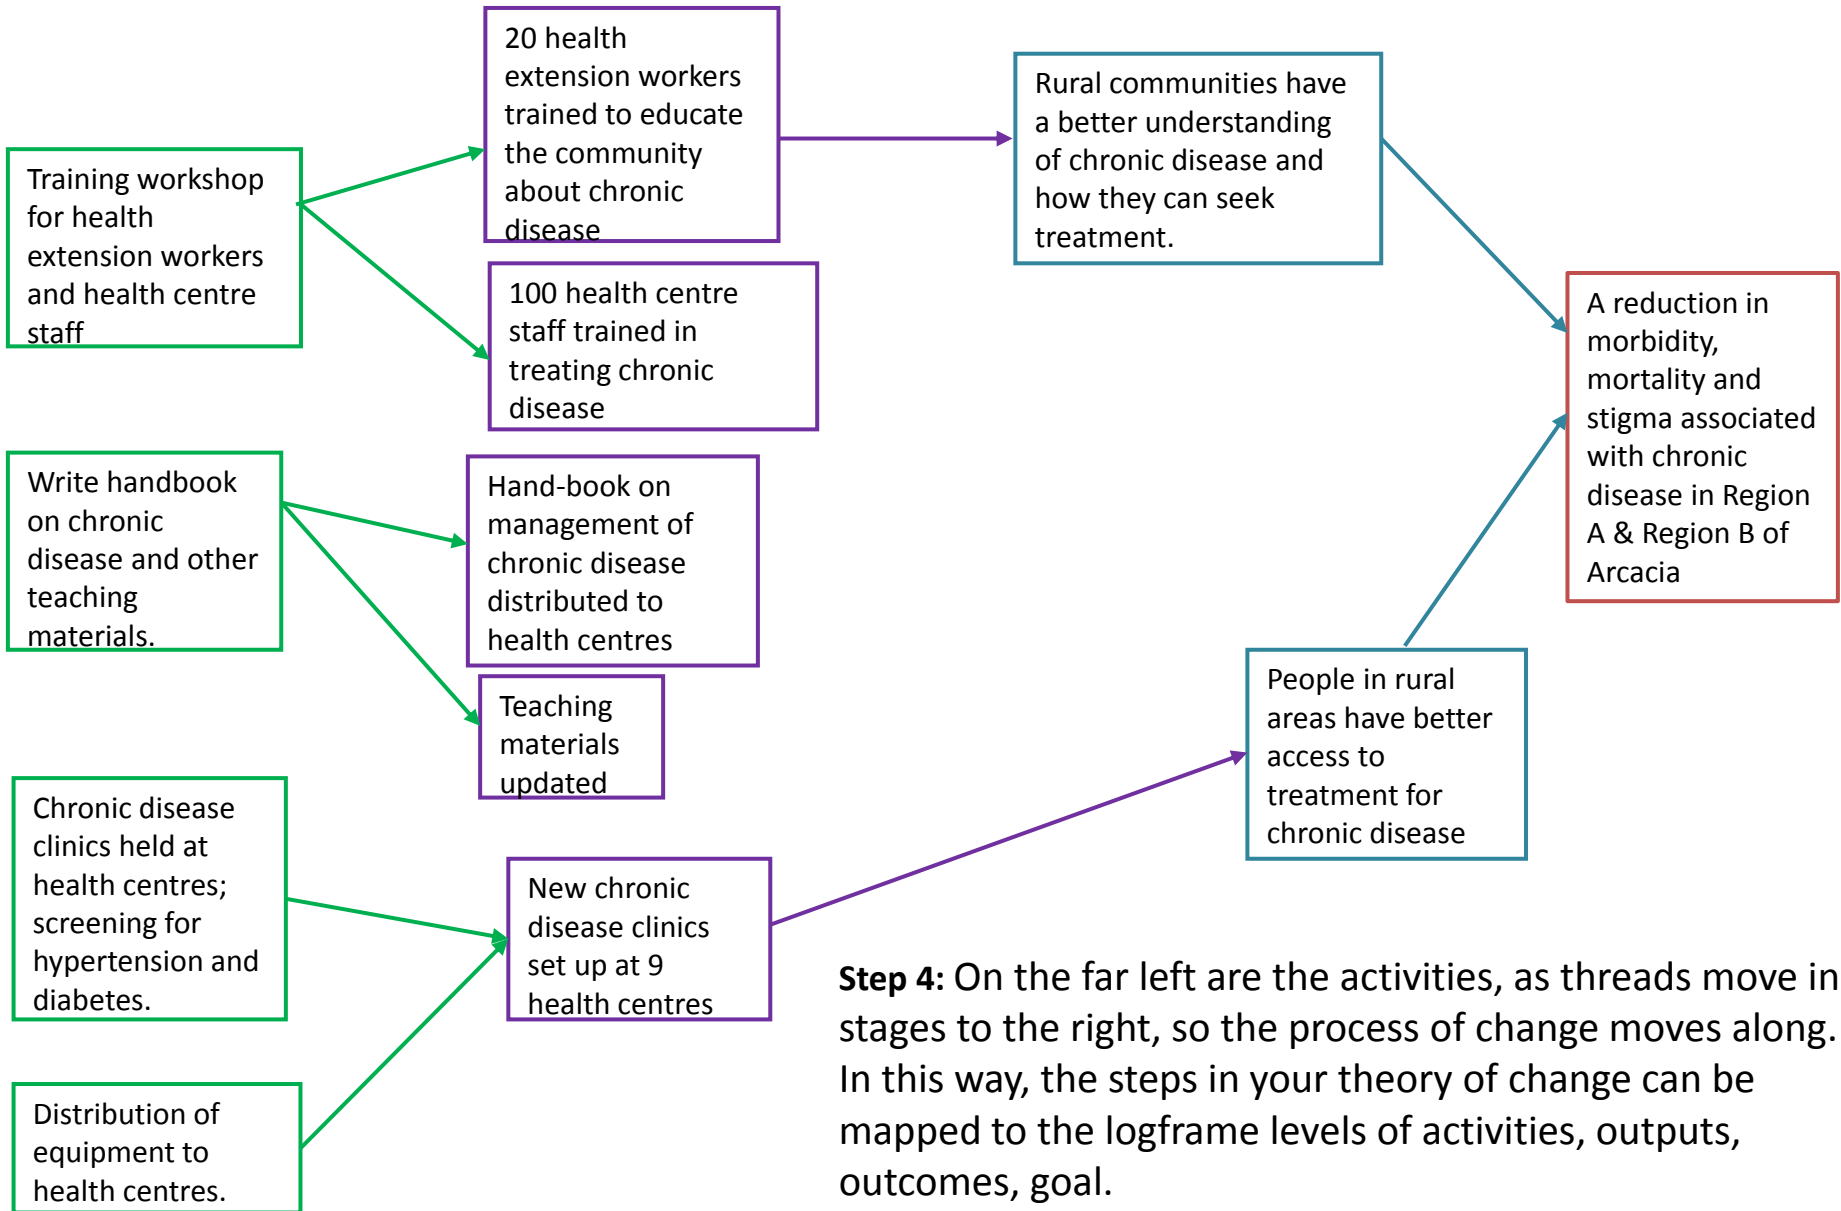 20 health
extension workers
trained to educate
the community
about chronic
disease
Rural communities have
a better understanding
of chronic disease and
how they can seek
treatment.
Training workshop
for health
extension workers
and health centre
staff
100 health centre
staff trained in
treating chronic
disease
A reduction in
morbidity,
mortality and
stigma associated
with chronic
disease in Region
A & Region B of
Arcacia
Write handbook
on chronic
disease and other
teaching
materials.
Hand-book on
management of
chronic disease
distributed to
health centres
Teaching
materials
updated
People in rural
areas have better
access to
treatment for
chronic disease
Chronic disease
clinics held at
health centres;
screening for
hypertension and
diabetes.
New chronic
disease clinics
set up at 9
health centres
Distribution of
equipment to
health centres.
Step 4: On the far left are the activities, as threads move in
stages to the right, so the process of change moves along.
In this way, the steps in your theory of change can be
mapped to the logframe levels of activities, outputs,
outcomes, goal.